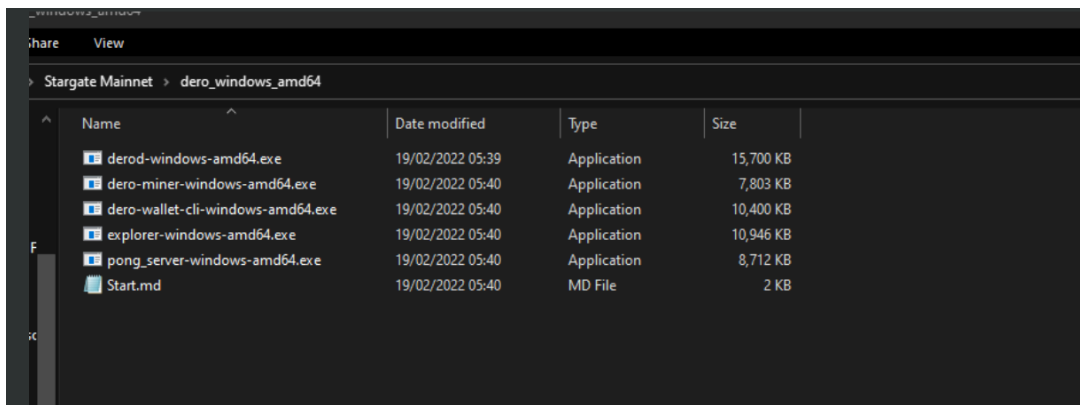 _windows_amd64
Share View
Stargate Mainnet > dero_windows_amd64
Name Date modified Type Size
derod-windows-amd64.exe 19/02/2022 05:39 Application 15,700 KB
dero-miner-windows-amd64.exe 19/02/2022 05:40 Application 7,803 KB
dero-wallet-cli-windows-amd64.exe 19/02/2022 05:40 Application 10,400 KB
explorer-windows-amd64.exe 19/02/2022 05:40 Application 10,946 KB
F
pong_server-windows-amd64.exe 19/02/2022 05:40 Application 8,712 KB
Start.md 19/02/2022 05:40 MD File 2 KB
sc